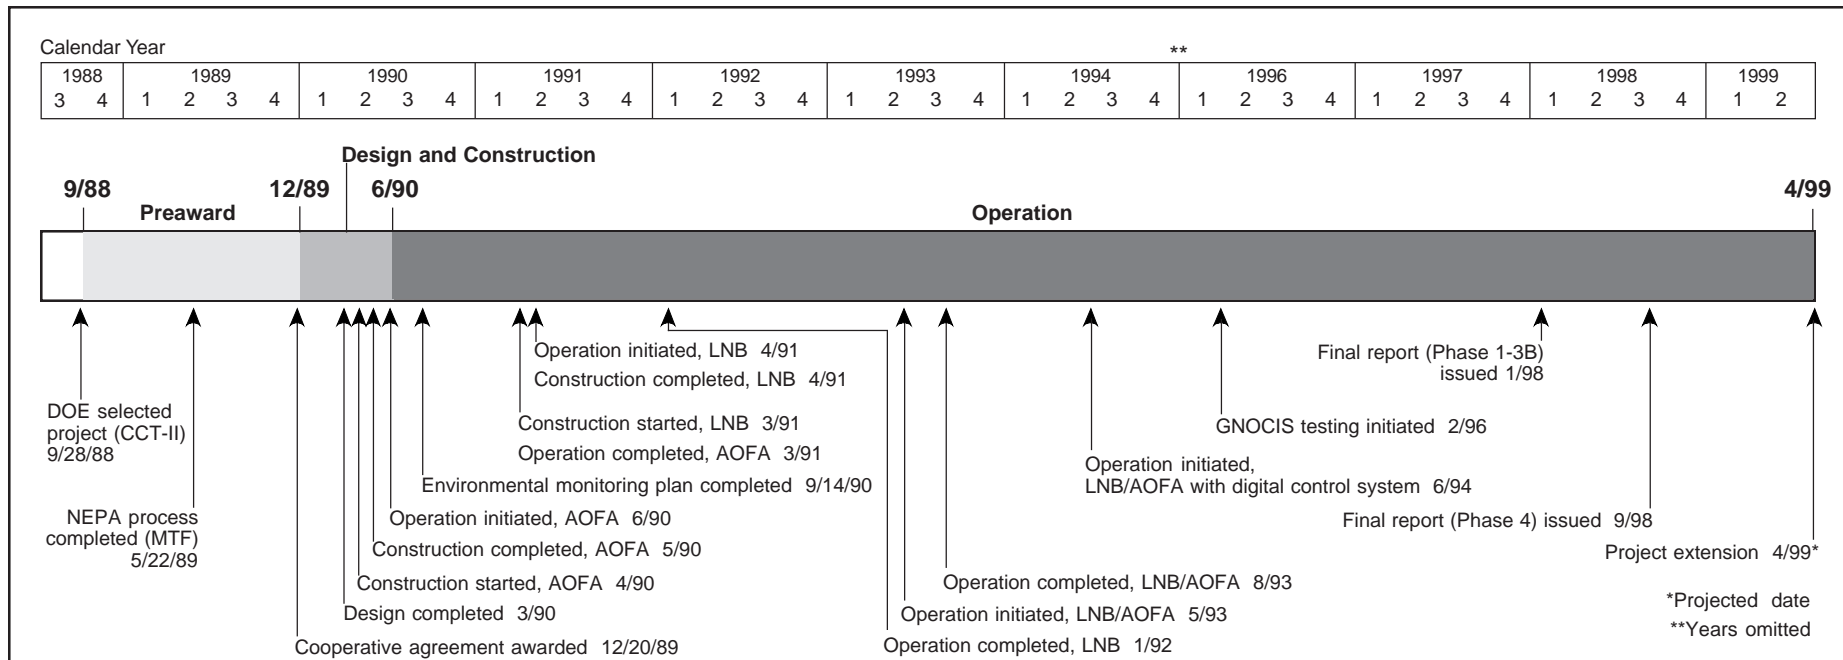 Calendar Year
**
1988 1989 1990 1991 1992 1993 1994 1996 1997 1998 1999
3 4 1 2 3 4 1 2 3 4 1 2 3 4 1 2 3 4 1 2 3 4 1 2 3 4 1 2 3 4 1 2 3 4 1 2 3 4 1 2
Design and Construction
9/88 12/89 6/90 4/99
Preaward Operation
DOE selected
project (CCT-II)
9/28/88
NEPA process
completed (MTF)
5/22/89
Operation initiated, LNB 4/91
Construction completed, LNB 4/91
Construction started, LNB 3/91
Operation completed, AOFA 3/91
Environmental monitoring plan completed 9/14/90
Operation initiated, AOFA 6/90
Construction completed, AOFA 5/90
Construction started, AOFA 4/90
Design completed 3/90
Cooperative agreement awarded 12/20/89
Final report (Phase 1-3B)
issued 1/98
GNOCIS testing initiated 2/96
Operation initiated,
LNB/AOFA with digital control system 6/94
Final report (Phase 4) issued 9/98
Project extension 4/99*
Operation completed, LNB/AOFA 8/93
Operation initiated, LNB/AOFA 5/93
Operation completed, LNB 1/92
*Projected date
**Years omitted